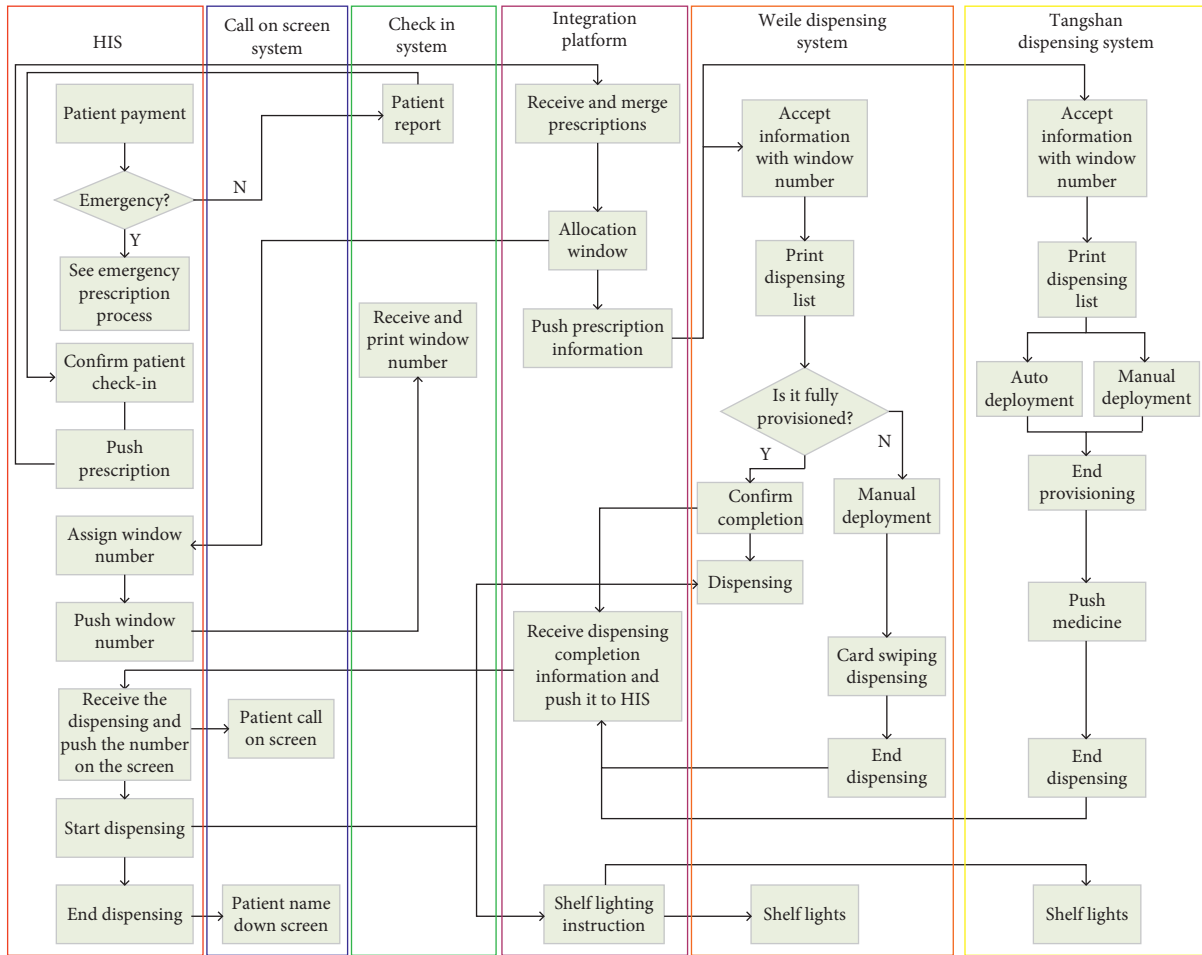 HIS
Patient payment
Emergency?
N
Y
See emergency
prescription
process
Confirm patient
check-in
Push
prescription
Assign window
number
Push window
number
Receive the
dispensing and
push the number
on the screen
Start dispensing
End dispensing
Call on screen
system
Patient call
on screen
Patient name
down screen
Check in
system
Patient
report
Receive and
print window
number
Integration
platform
Receive and merge
prescriptions
Allocation
window
Push prescription
information
Receive dispensing
completion
information and
push it to HIS
Shelf lighting
instruction
Weile dispensing
system
Accept
information
with window
number
Print
dispensing
list
Is it fully
provisioned?
Y
N
Confirm
completion
Manual
deployment
Dispensing
Card swiping
dispensing
End
dispensing
Shelf lights
Tangshan
dispensing system
Accept
information
with window
number
Print
dispensing
list
Auto
deployment
Manual
deployment
End
provisioning
Push
medicine
End
dispensing
Shelf lights